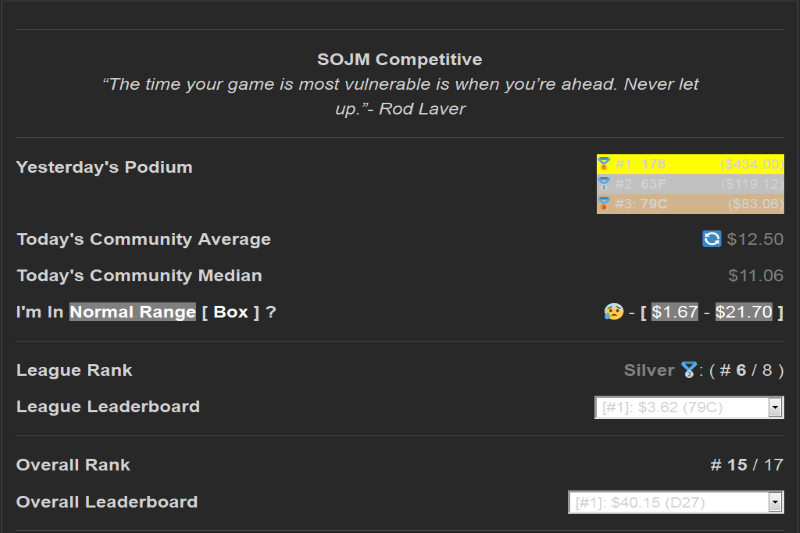 SOJM Competitive
“The time your game is most vulnerable is when you’re ahead. Never let
up.”- Rod Laver
Yesterday's Podium
#1: 176 ($434.00)
#2: 63F ($119.12)
#3: 79C ($83.06)
Today's Community Average $12.50
Today's Community Median $11.06
I'm In Normal Range [ Box ] ? - [ $1.67 - $21.70 ]
League Rank Silver : ( # 6 / 8 )
League Leaderboard [#1]: $3.62 (79C)
Overall Rank # 15 / 17
Overall Leaderboard [#1]: $40.15 (D27)